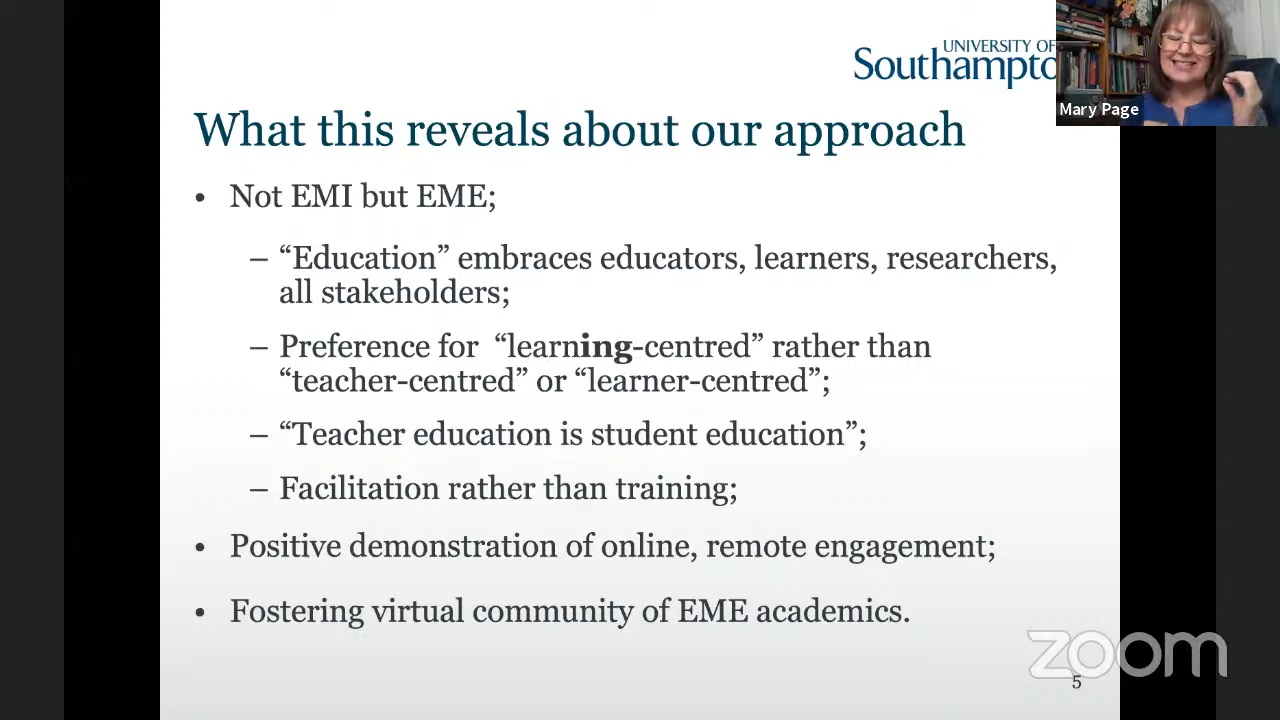 UNIVERSITY OF
Southampto
Mary Page
What this reveals about our approach
• Not EMI but EME;
– “Education” embraces educators, learners, researchers,
all stakeholders;
– Preference for “learning-centred” rather than
“teacher-centred” or “learner-centred”;
– “Teacher education is student education”;
– Facilitation rather than training;
• Positive demonstration of online, remote engagement;
• Fostering virtual community of EME academics.
zoom
5